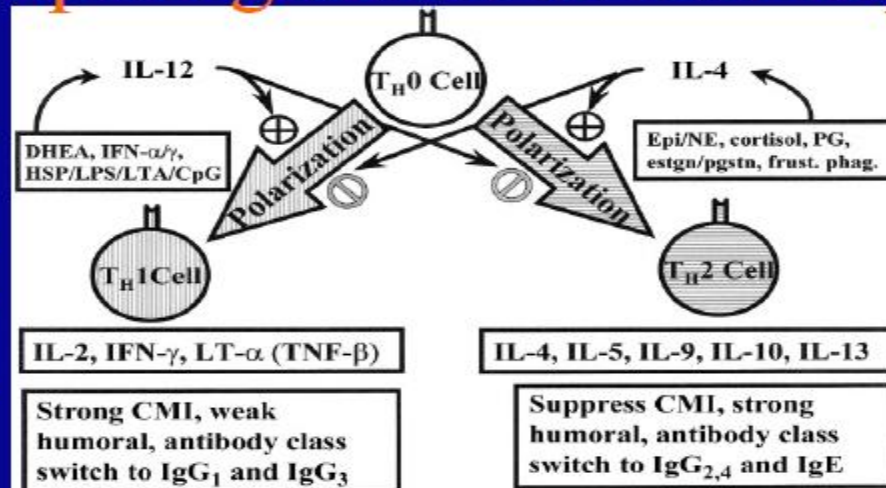 IL-12
T_H0 Cell
IL-4
DHEA, IFN-α/γ,
HSP/LPS/LTA/CpG
Polarization
Polarization
Epi/NE, cortisol, PG,
estgn/pgstn, frust. phag.
T_H1Cell
T_H2 Cell
IL-2, IFN-γ, LT-α (TNF-β)
IL-4, IL-5, IL-9, IL-10, IL-13
Strong CMI, weak
humoral, antibody class
switch to IgG₁ and IgG₃
Suppress CMI, strong
humoral, antibody class
switch to IgG₂,₄ and IgE